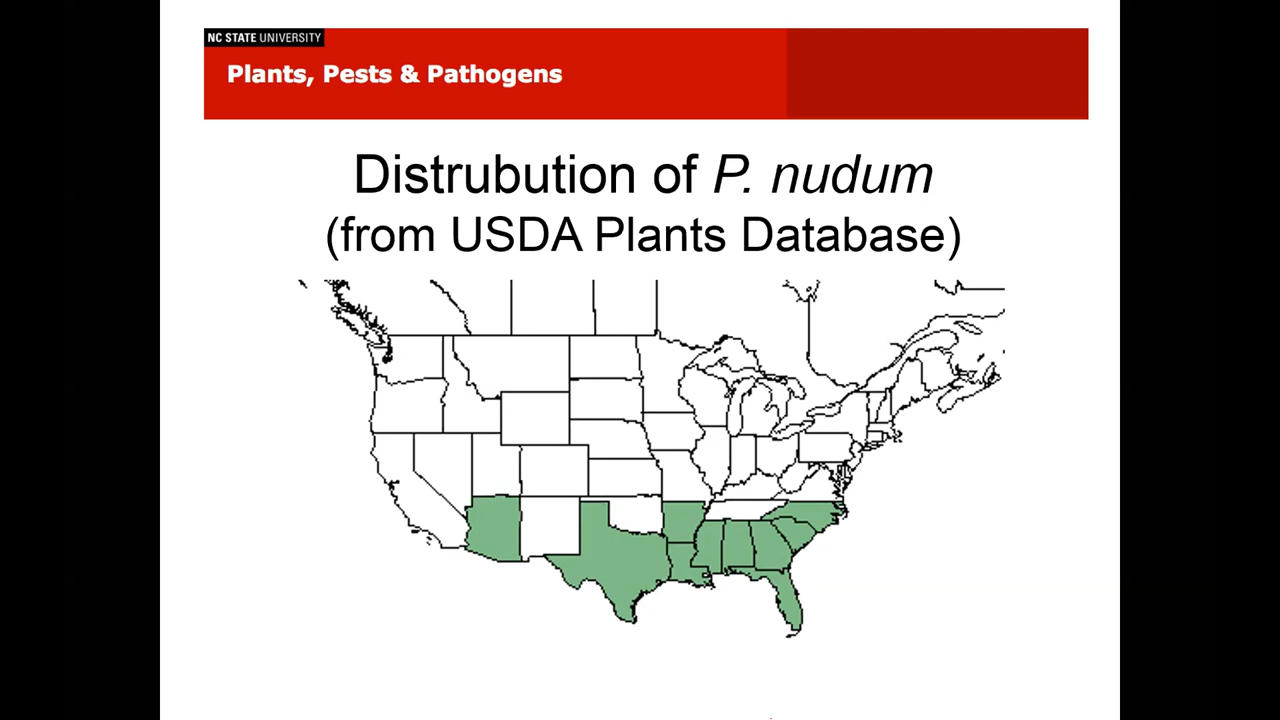 NC STATE UNIVERSITY
Plants, Pests & Pathogens
Distrubution of P. nudum
(from USDA Plants Database)